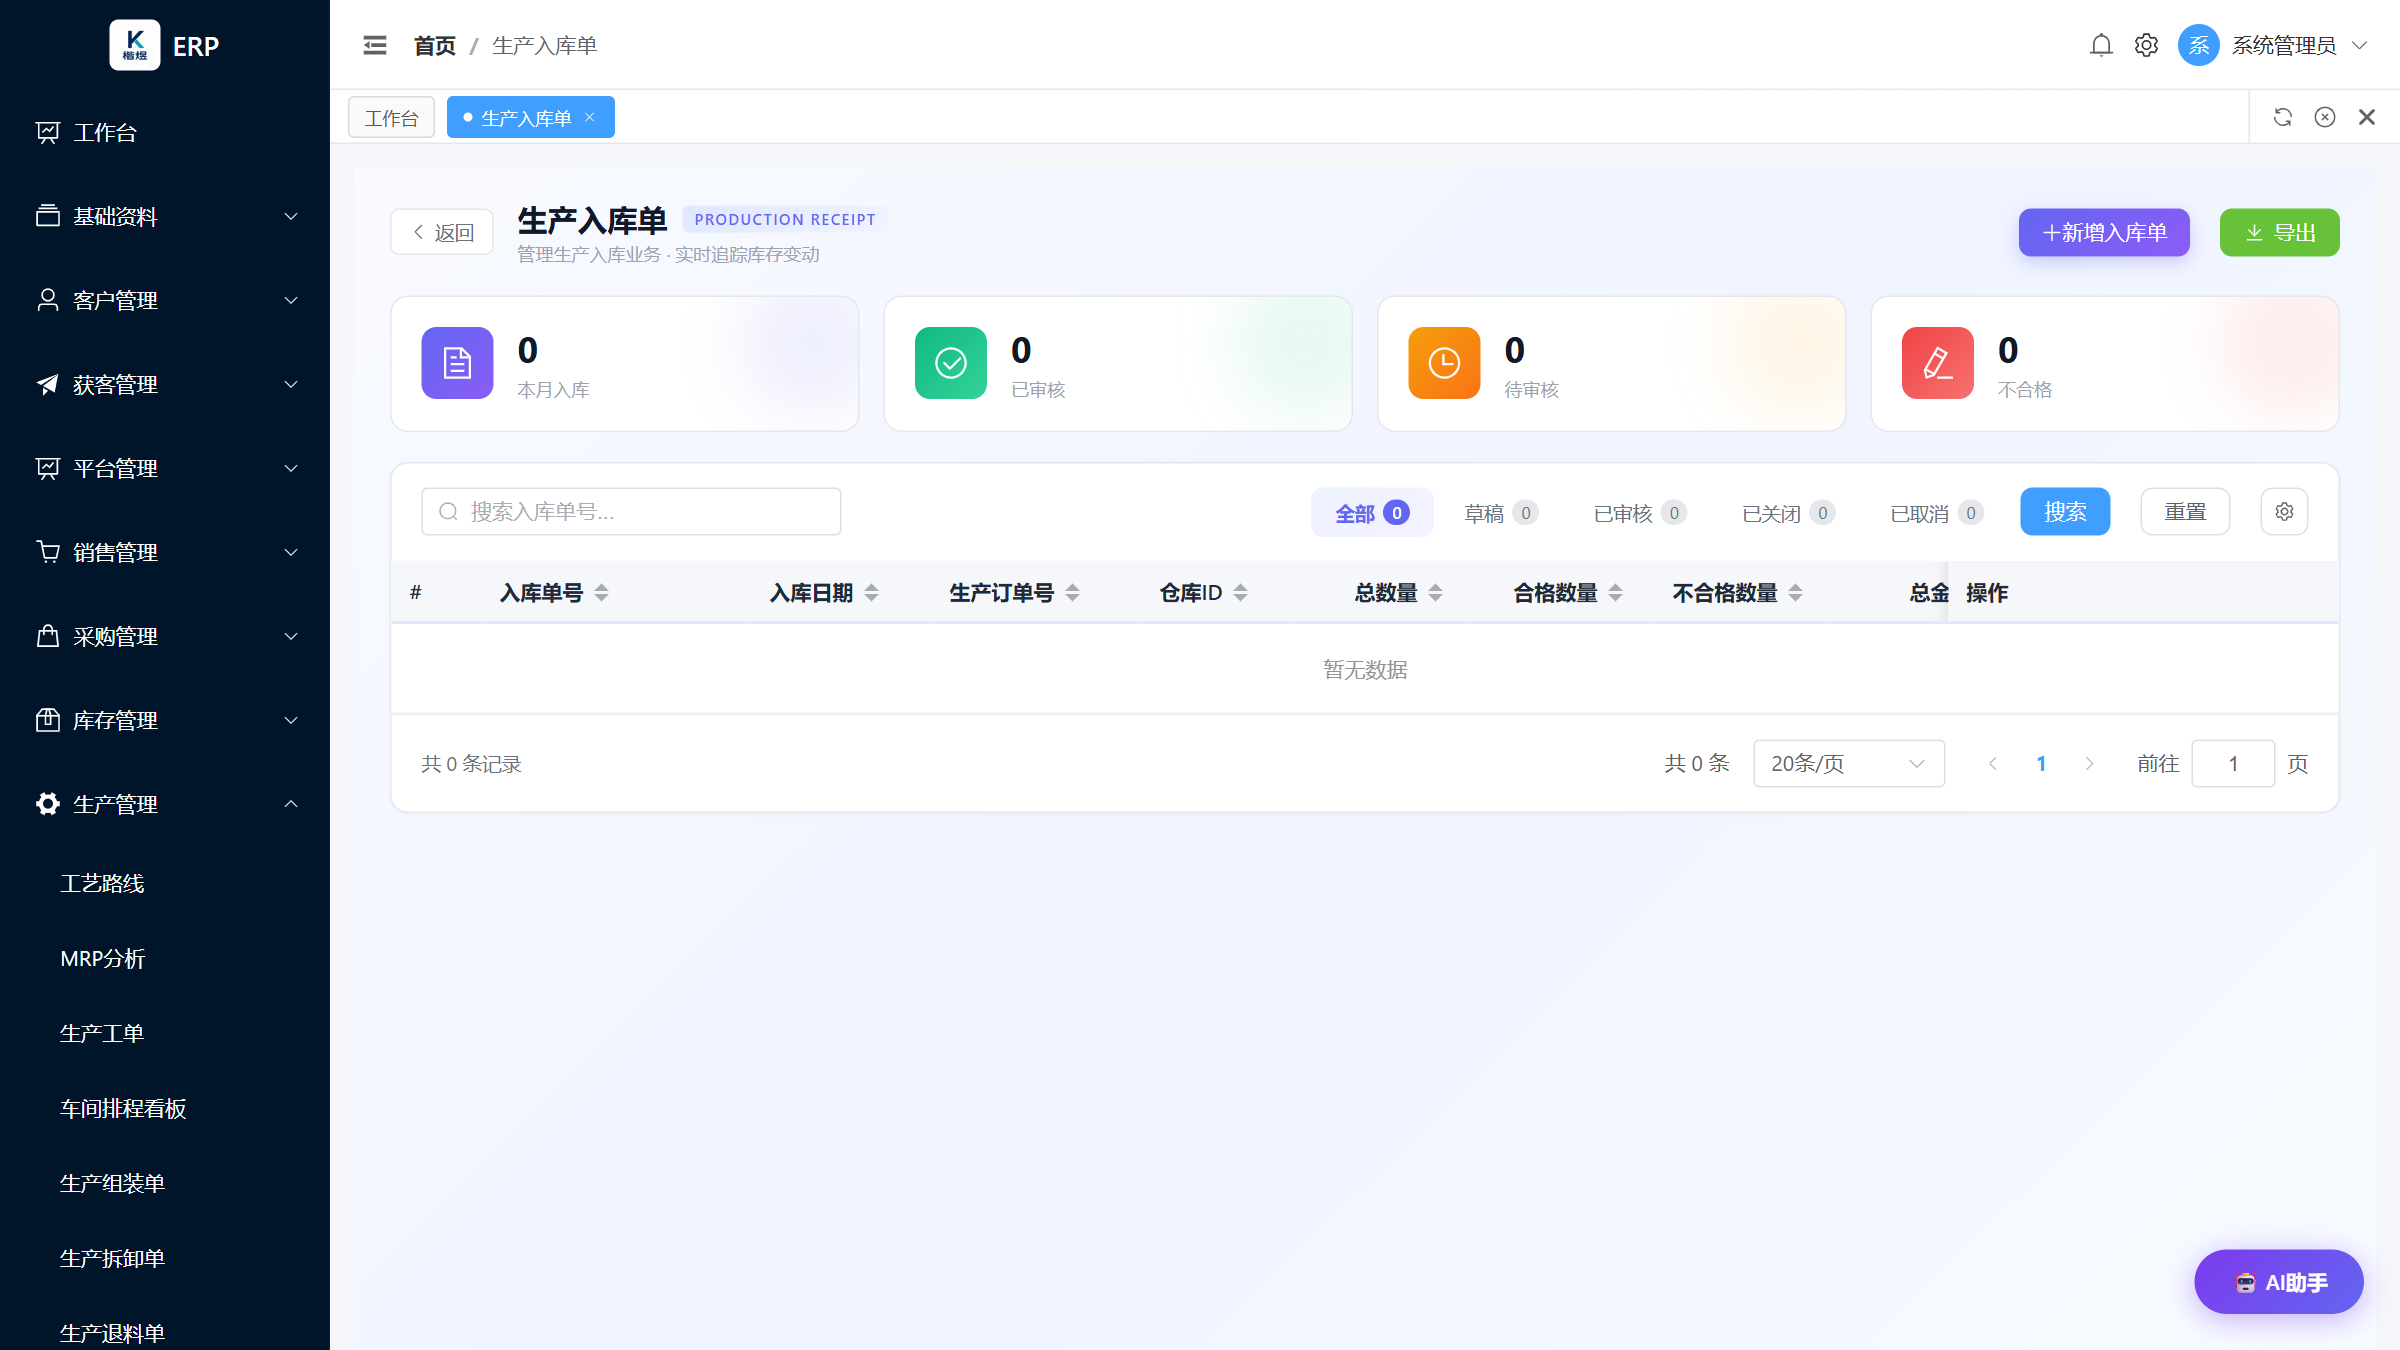 K
楷煜
ERP
工作台
基础资料
客户管理
获客管理
平台管理
销售管理
采购管理
库存管理
生产管理
工艺路线
MRP分析
生产工单
车间排程看板
生产组装单
生产拆卸单
生产退料单
首页 / 生产入库单
系 系统管理员
工作台
生产入库单
返回
生产入库单 PRODUCTION RECEIPT
管理生产入库业务 · 实时追踪库存变动
+新增入库单
导出
0
本月入库
0
已审核
0
待审核
0
不合格
搜索入库单号...
全部 0 草稿 0 已审核 0 已关闭 0 已取消 0
搜索
重置
# 入库单号 入库日期 生产订单号 仓库ID 总数量 合格数量 不合格数量 总金 操作
暂无数据
共 0 条记录
共 0 条 20条/页 1 前往 1 页
AI助手